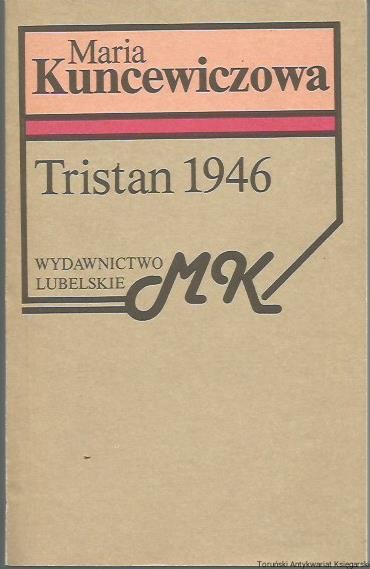 Maria
Kuncewiczowa
Tristan 1946
WYDAWNICTWO
LUBELSKIE
MK
Toruński Antykwariat Księgarski